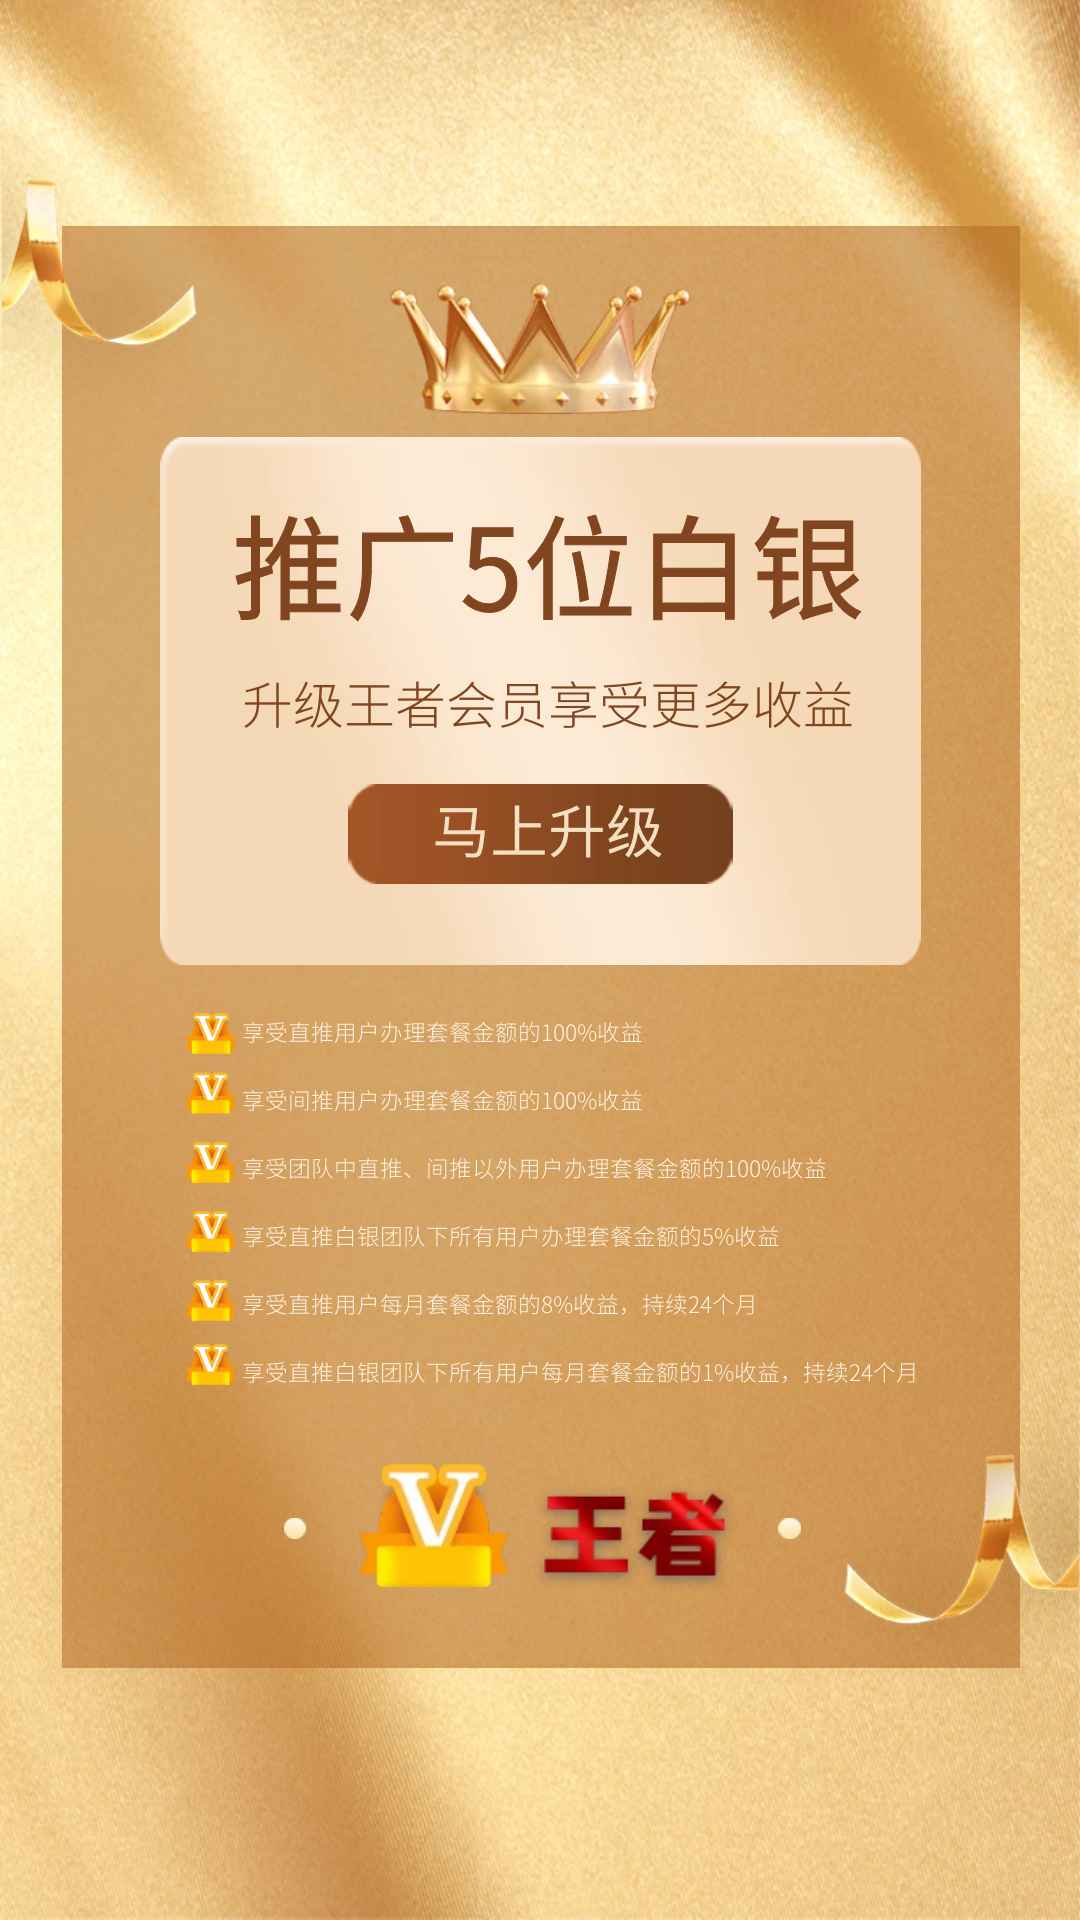 推广5位白银
升级王者会员享受更多收益
马上升级
V 享受直推用户办理套餐金额的100%收益
V 享受间推用户办理套餐金额的100%收益
V 享受团队中直推、间推以外用户办理套餐金额的100%收益
V 享受直推白银团队下所有用户办理套餐金额的5%收益
V 享受直推用户每月套餐金额的8%收益，持续24个月
V 享受直推白银团队下所有用户每月套餐金额的1%收益，持续24个月
V 王者